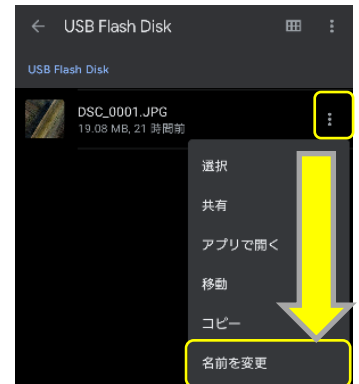 USB Flash Disk
USB Flash Disk
DSC_0001.JPG
19.08 MB, 21 時間前
選択
共有
アプリで開く
移動
コピー
名前を変更